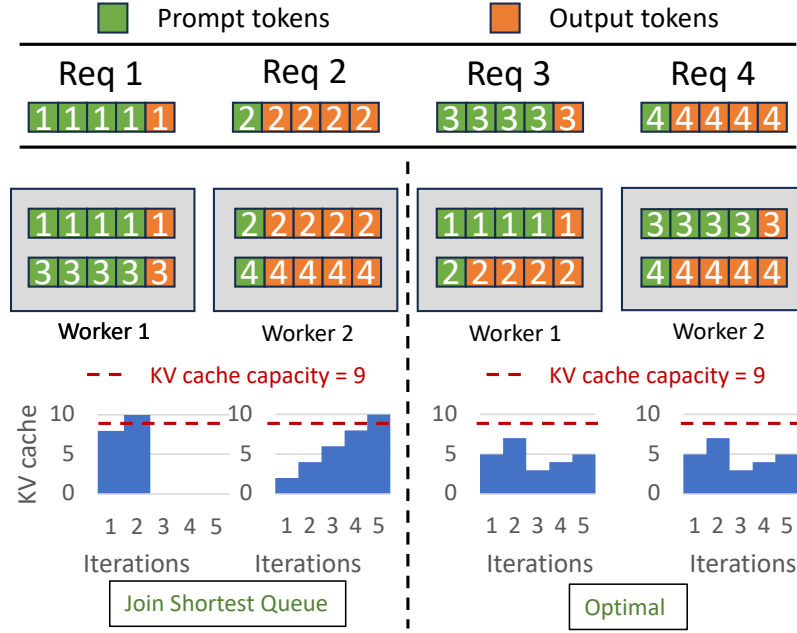 Prompt tokens Output tokens
Req 1 Req 2 Req 3 Req 4
1 1 1 1 1 2 2 2 2 2 3 3 3 3 3 4 4 4 4 4
1 1 1 1 1 2 2 2 2 2 1 1 1 1 1 3 3 3 3 3
3 3 3 3 3 4 4 4 4 4 2 2 2 2 2 4 4 4 4 4
Worker 1 Worker 2 Worker 1 Worker 2
KV cache capacity = 9 KV cache capacity = 9
KV cache
10 10 10 10
5 5 5 5
0 0 0 0
1 2 3 4 5 1 2 3 4 5 1 2 3 4 5 1 2 3 4 5
Iterations Iterations Iterations Iterations
Join Shortest Queue Optimal